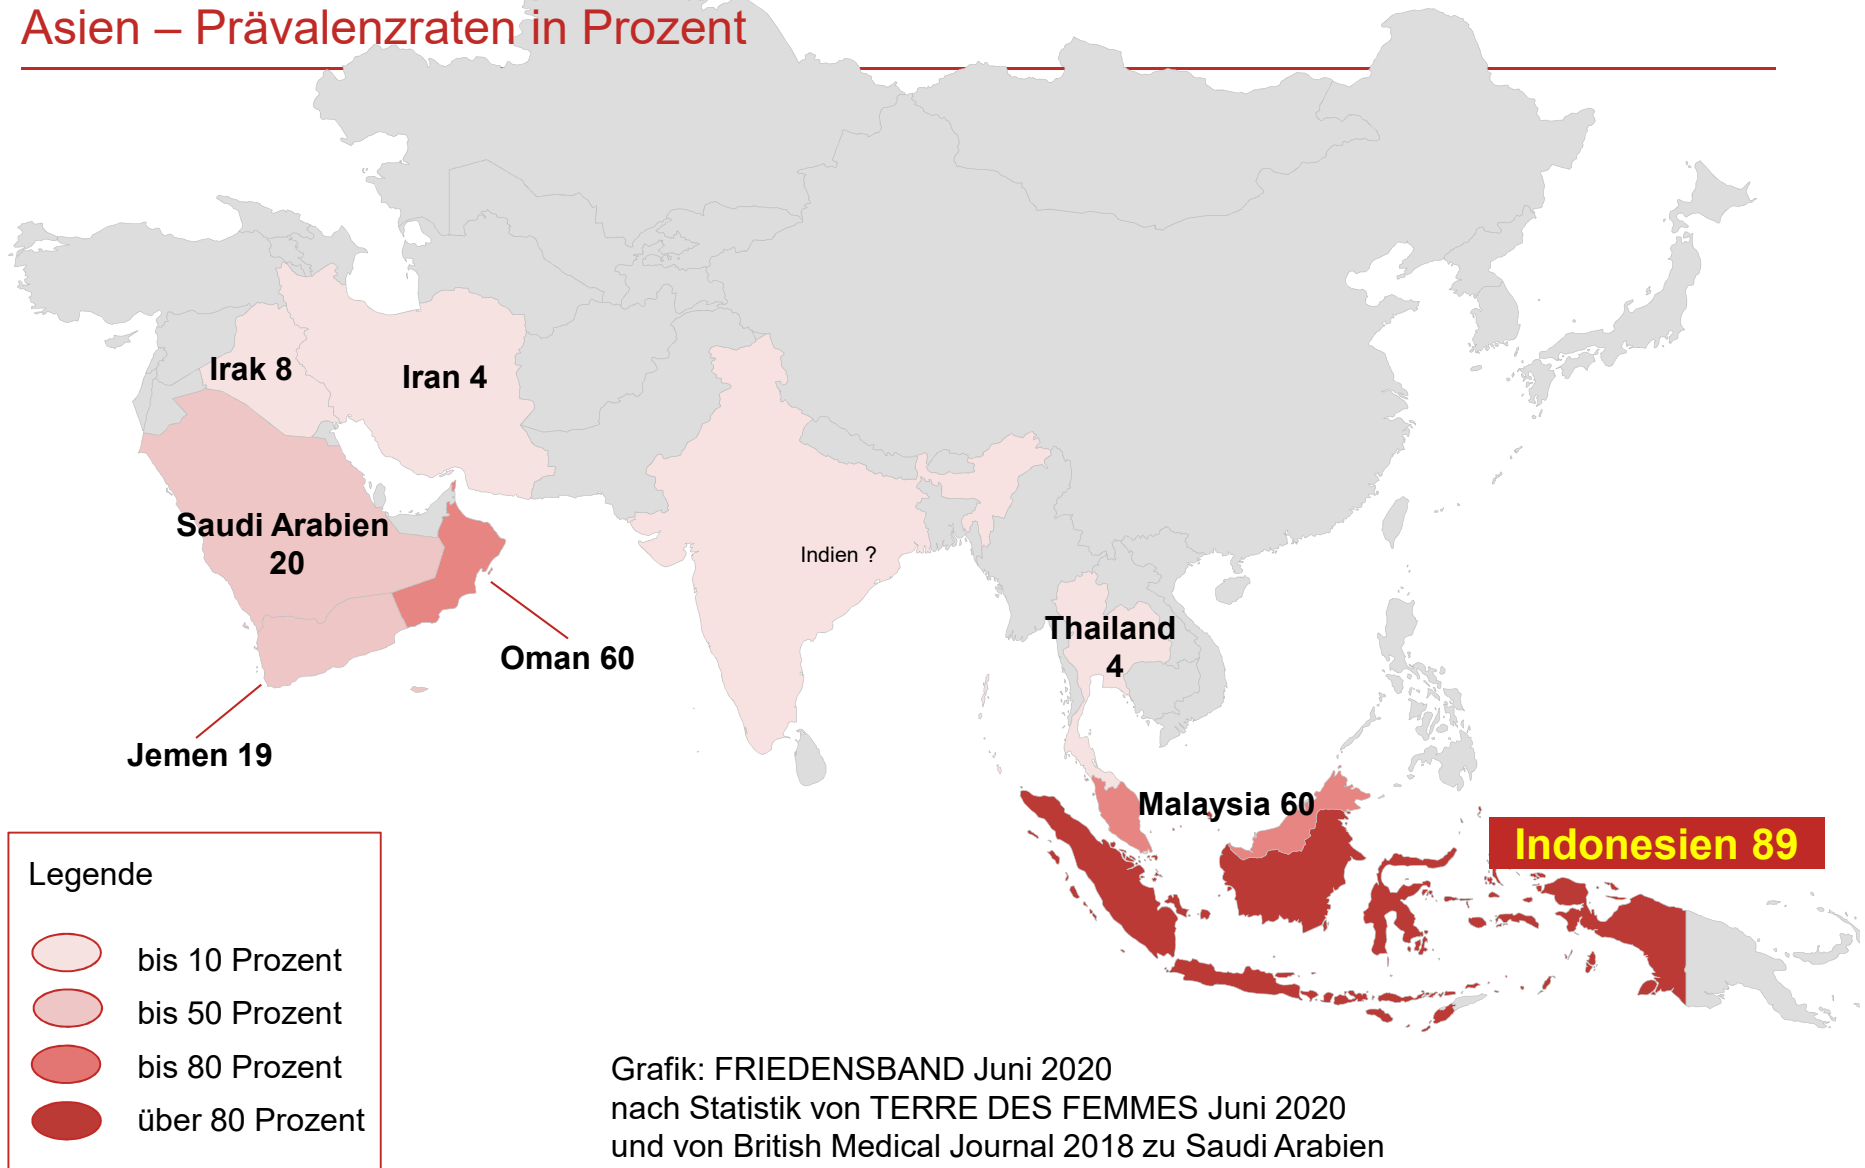 Asien – Prävalenzraten in Prozent
Irak 8
Iran 4
Saudi Arabien
20
Indien ?
Oman 60
Jemen 19
Thailand
4
Malaysia 60
Indonesien 89
Legende
bis 10 Prozent
bis 50 Prozent
bis 80 Prozent
über 80 Prozent
Grafik: FRIEDENSBAND Juni 2020
nach Statistik von TERRE DES FEMMES Juni 2020
und von British Medical Journal 2018 zu Saudi Arabien